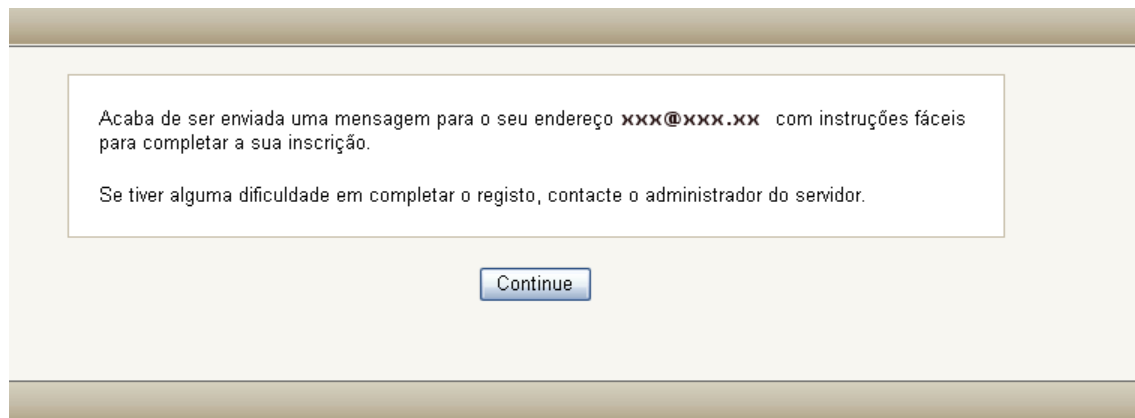 Acaba de ser enviada uma mensagem para o seu endereço xxx@xxx.xx com instruções fáceis
para completar a sua inscrição.
Se tiver alguma dificuldade em completar o registo, contacte o administrador do servidor.
Continue